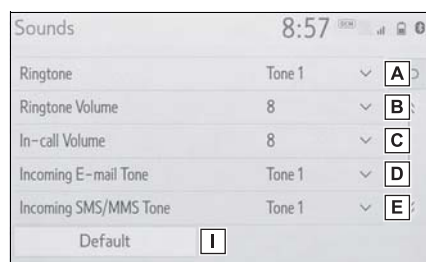 Sounds 8:57 DCM
Ringtone Tone 1 A
Ringtone Volume 8 B
In-call Volume 8 C
Incoming E-mail Tone Tone 1 D
Incoming SMS/MMS Tone Tone 1 E
Default I